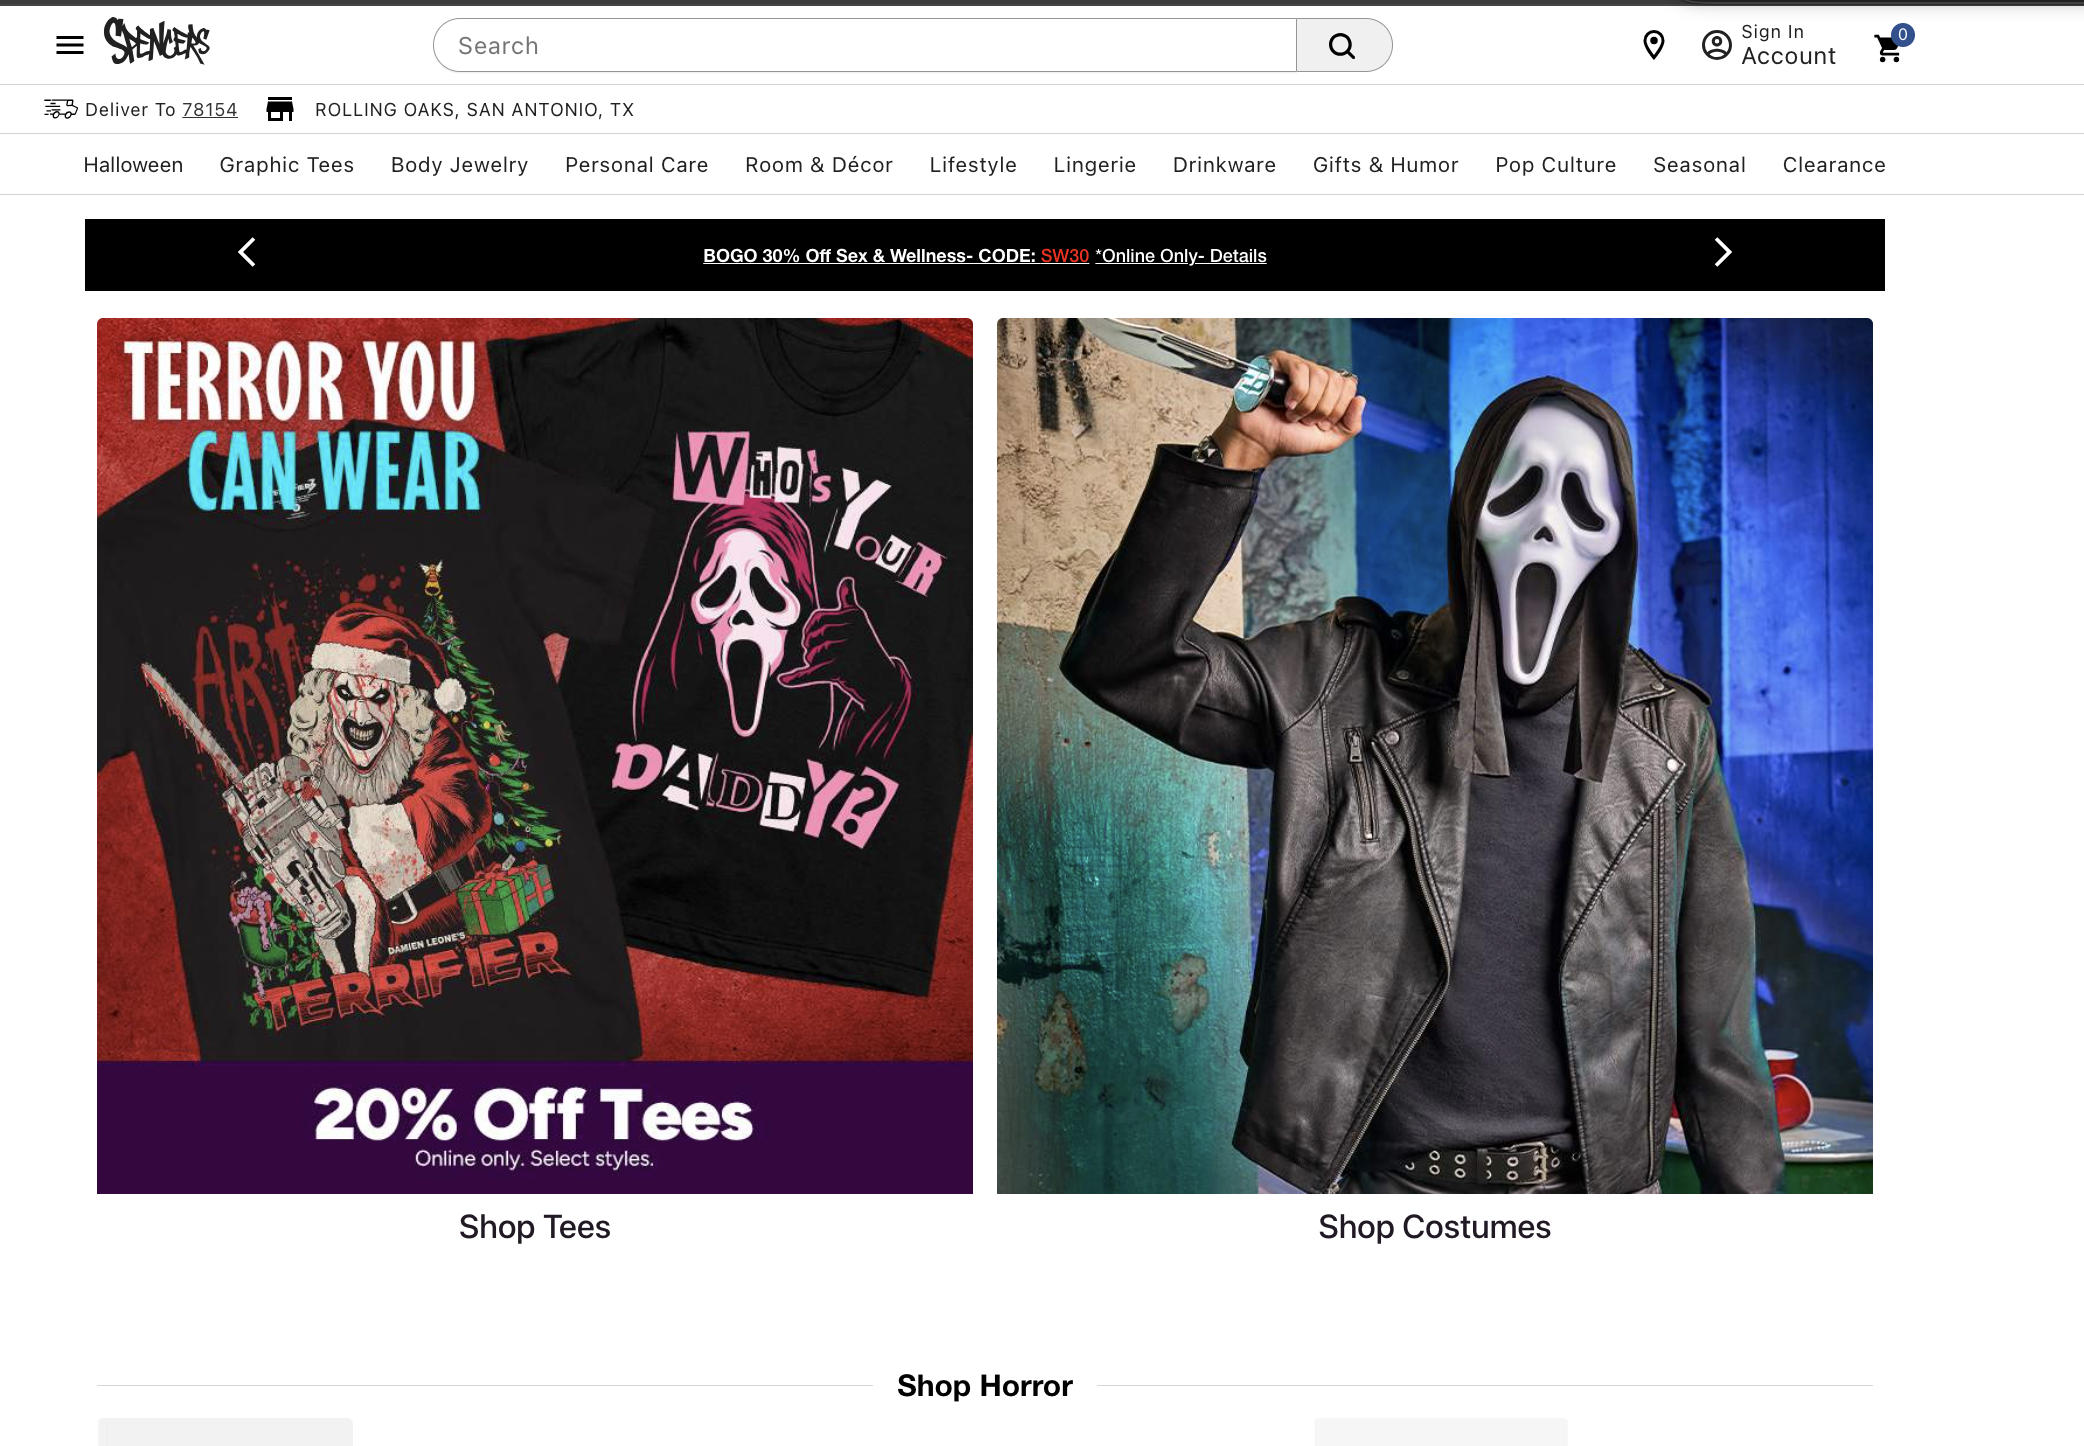 SPENCERS
Search
Sign In
Account
0
Deliver To 78154
ROLLING OAKS, SAN ANTONIO, TX
Halloween Graphic Tees Body Jewelry Personal Care Room & Décor Lifestyle Lingerie Drinkware Gifts & Humor Pop Culture Seasonal Clearance
BOGO 30% Off Sex & Wellness- CODE: SW30 *Online Only- Details
TERROR YOU
CAN WEAR
WHO'S
YOUR
DADDY?
ART
DAMIEN LEONE'S
TERRIFIER
20% Off Tees
Online only. Select styles.
Shop Tees
Shop Costumes
Shop Horror